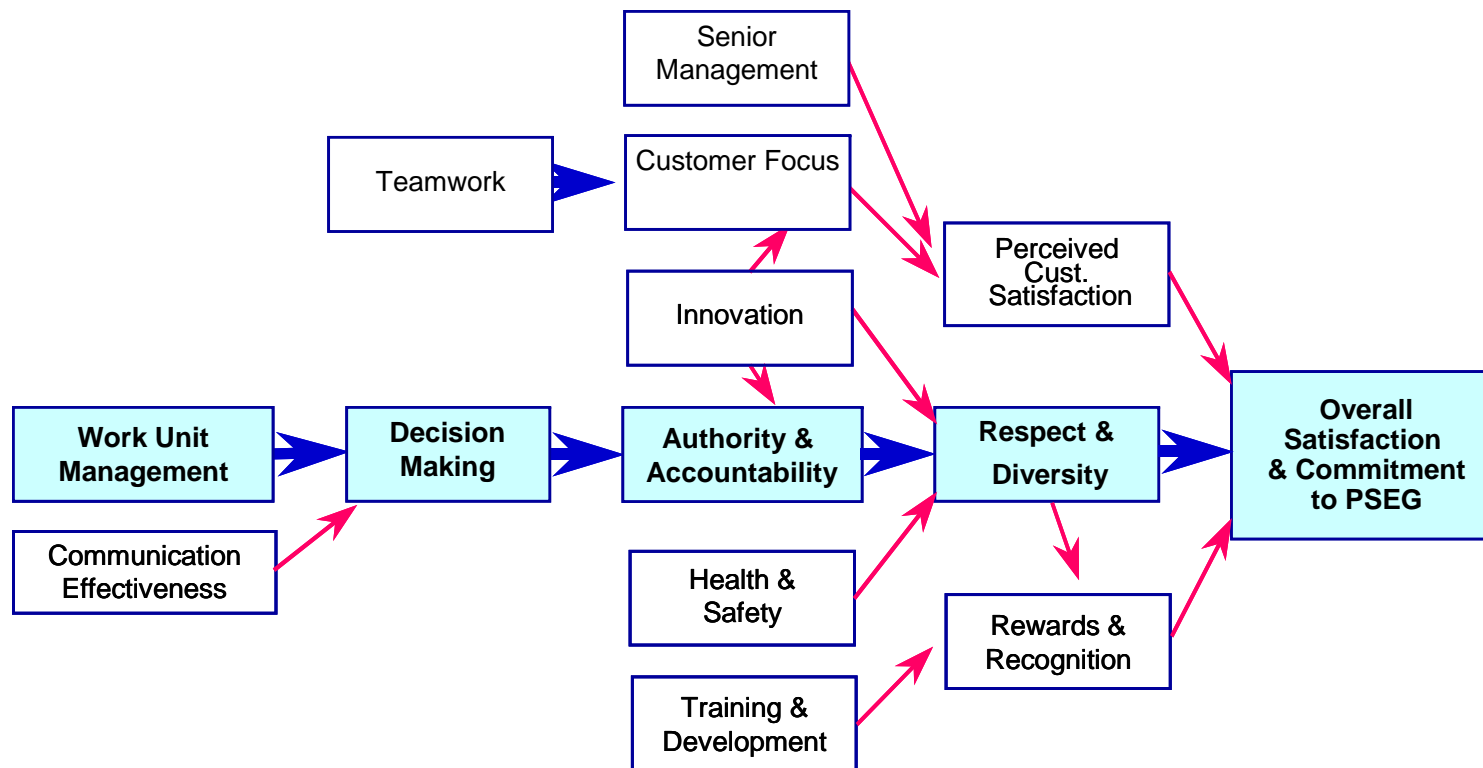 Senior
Management
Teamwork
Customer Focus
Innovation
Perceived
Cust.
Satisfaction
Work Unit
Management
Decision
Making
Authority &
Accountability
Respect &
Diversity
Overall
Satisfaction
& Commitment
to PSEG
Communication
Effectiveness
Health &
Safety
Rewards &
Recognition
Training &
Development